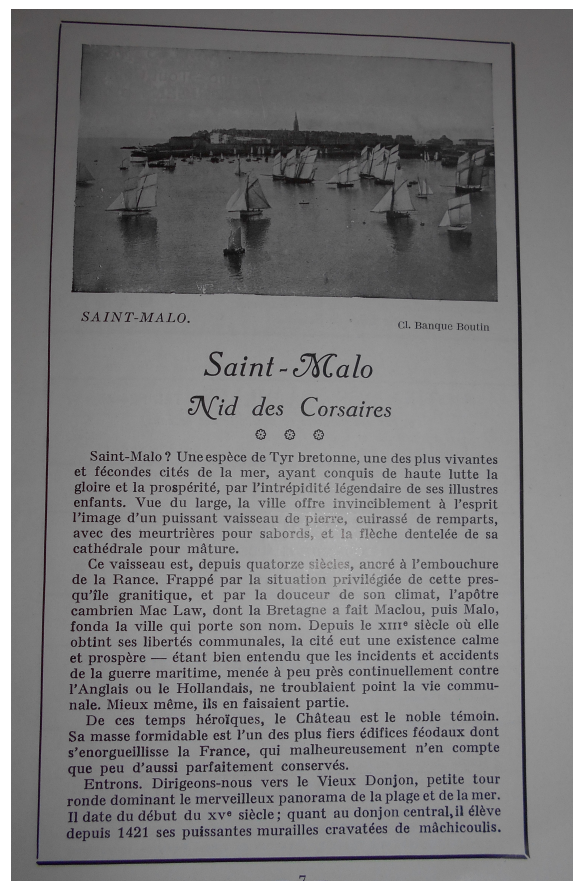 SAINT-MALO.
Cl. Banque Boutin
Saint-Malo
Nid des Corsaires
Saint-Malo? Une espèce de Tyr bretonne, une des plus vivantes
et fécondes cités de la mer, ayant conquis de haute lutte la
gloire et la prospérité, par l'intrépidité légendaire de ses illustres
enfants. Vue du large, la ville offre invinciblement à l'esprit
l'image d'un puissant vaisseau de pierre, cuirassé de remparts,
avec des meurtrières pour sabords, et la flèche dentelée de sa
cathédrale pour mâture.
Ce vaisseau est, depuis quatorze siècles, ancré à l'embouchure
de la Rance. Frappé par la situation privilégiée de cette pres-
qu'île granitique, et par la douceur de son climat, l'apôtre
cambrien Mac Law, dont la Bretagne a fait Maclou, puis Malo,
fonda la ville qui porte son nom. Depuis le XIIIe siècle où elle
obtint ses libertés communales, la cité eut une existence calme
et prospère — étant bien entendu que les incidents et accidents
de la guerre maritime, menée à peu près continuellement contre
l'Anglais ou le Hollandais, ne troublaient point la vie commu-
nale. Mieux même, ils en faisaient partie.
De ces temps héroïques, le Château est le noble témoin.
Sa masse formidable est l'un des plus fiers édifices féodaux dont
s'enorgueillisse la France, qui malheureusement n'en compte
que peu d'aussi parfaitement conservés.
Entrons. Dirigeons-nous vers le Vieux Donjon, petite tour
ronde dominant le merveilleux panorama de la plage et de la mer.
Il date du début du XVe siècle; quant au donjon central, il élève
depuis 1421 ses puissantes murailles cravatées de mâchicoulis.
7